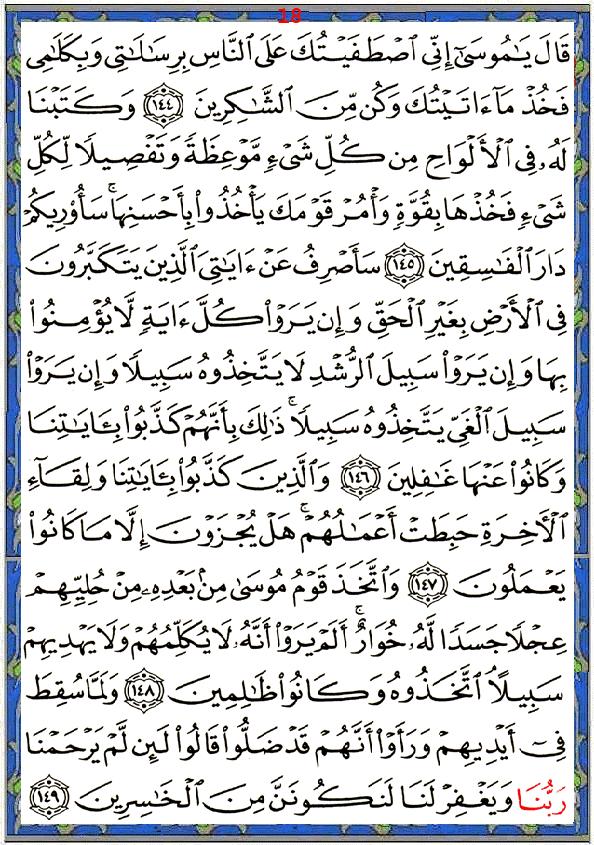 18
قَالَ يَـٰمُوسَىٰٓ إِنِّى ٱصْطَفَيْتُكَ عَلَى ٱلنَّاسِ بِرِسَـٰلَـٰتِى وَبِكَلَـٰمِى
فَخُذْ مَآ ءَاتَيْتُكَ وَكُن مِّنَ ٱلشَّـٰكِرِينَ ١٤٤ وَكَتَبْنَا
لَهُۥ فِى ٱلْأَلْوَاحِ مِن كُلِّ شَىْءٍ مَّوْعِظَةً وَتَفْصِيلًا لِّكُلِّ
شَىْءٍ فَخُذْهَا بِقُوَّةٍ وَأْمُرْ قَوْمَكَ يَأْخُذُوا۟ بِأَحْسَنِهَا ۚ سَأُو۟رِيكُمْ
دَارَ ٱلْفَـٰسِقِينَ ١٤٥ سَأَصْرِفُ عَنْ ءَايَـٰتِىَ ٱلَّذِينَ يَتَكَبَّرُونَ
فِى ٱلْأَرْضِ بِغَيْرِ ٱلْحَقِّ وَإِن يَرَوْا۟ كُلَّ ءَايَةٍ لَّا يُؤْمِنُوا۟
بِهَا وَإِن يَرَوْا۟ سَبِيلَ ٱلرُّشْدِ لَا يَتَّخِذُوهُ سَبِيلًا وَإِن يَرَوْا۟
سَبِيلَ ٱلْغَىِّ يَتَّخِذُوهُ سَبِيلًا ۚ ذَٰلِكَ بِأَنَّهُمْ كَذَّبُوا۟ بِـَٔايَـٰتِنَا
وَكَانُوا۟ عَنْهَا غَـٰفِلِينَ ١٤٦ وَٱلَّذِينَ كَذَّبُوا۟ بِـَٔايَـٰتِنَا وَلِقَآءِ
ٱلْـَٔاخِرَةِ حَبِطَتْ أَعْمَـٰلُهُمْ ۚ هَلْ يُجْزَوْنَ إِلَّا مَا كَانُوا۟
يَعْمَلُونَ ١٤٧ وَٱتَّخَذَ قَوْمُ مُوسَىٰ مِنۢ بَعْدِهِۦ مِنْ حُلِيِّهِمْ
عِجْلًا جَسَدًا لَّهُۥ خُوَارٌ ۚ أَلَمْ يَرَوْا۟ أَنَّهُۥ لَا يُكَلِّمُهُمْ وَلَا يَهْدِيهِمْ
سَبِيلًا ٱتَّخَذُوهُ وَكَانُوا۟ ظَـٰلِمِينَ ١٤٨ وَلَمَّا سُقِطَ
فِىٓ أَيْدِيهِمْ وَرَأَوْا۟ أَنَّهُمْ قَدْ ضَلُّوا۟ قَالُوا۟ لَئِن لَّمْ يَرْحَمْنَا
رَبُّنَا وَيَغْفِرْ لَنَا لَنَكُونَنَّ مِنَ ٱلْخَـٰسِرِينَ ١٤٩